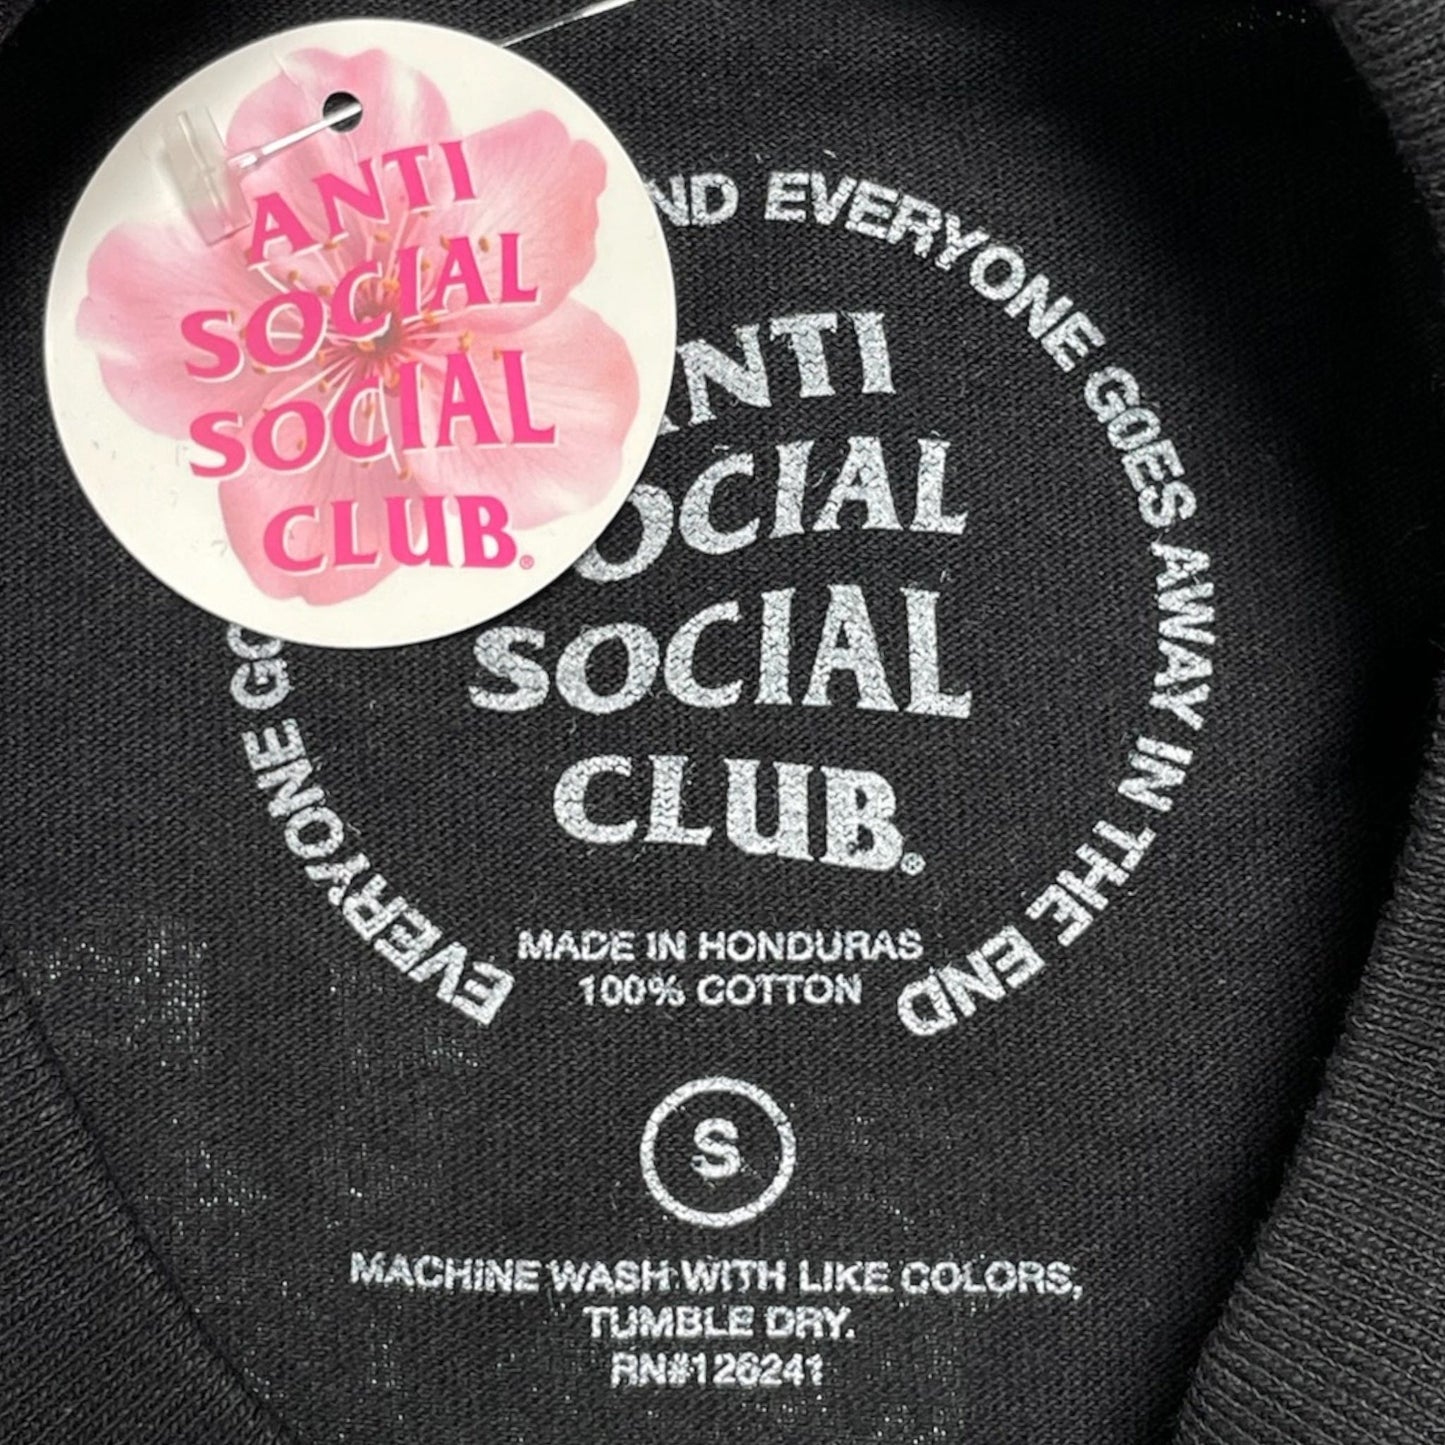 ANTI
SOCIAL
SOCIAL
CLUB®
EVERYONE GO
ND EVERYONE GOES AWAY IN THE END
NTI
OCIAL
SOCIAL
CLUB®
MADE IN HONDURAS
100% COTTON
S
MACHINE WASH WITH LIKE COLORS,
TUMBLE DRY.
RN#126241